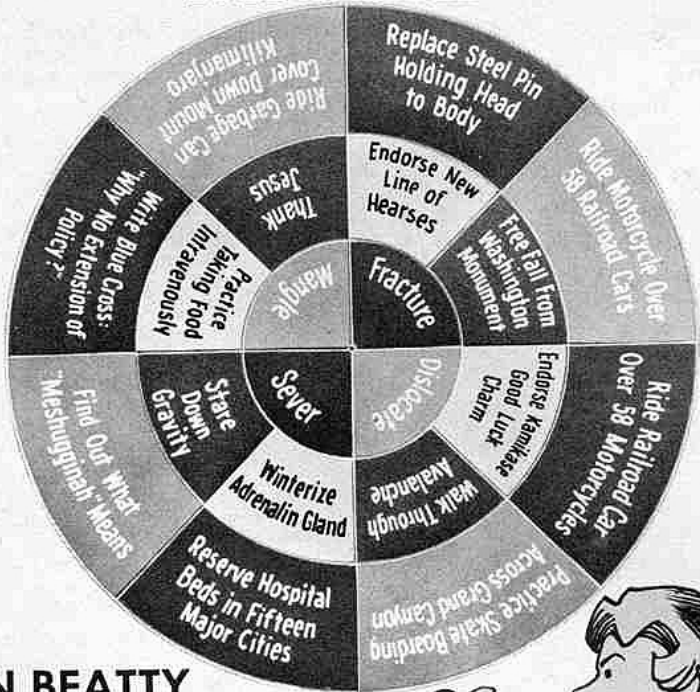 Replace Steel Pin
Holding Head
to Body
Ride Motorcycle Over
58 Railroad Cars
Ride Railroad Car
Over 58 Motorcycles
Practice Skate Boarding
Across Grand Canyon
Reserve Hospital
Beds in Fifteen
Major Cities
Find Out What
"Meshugginah" Means
Write Blue Cross:
"Why No Extension of
Policy?"
Ride Garbage Can
Cover Down Mount
Kilimanjaro
Endorse New
Line of
Hearses
Free Fall From
Washington
Monument
Endorse Kamikase
Good Luck
Charm
Walk Through
Avalanche
Winterize
Adrenalin Gland
Stare
Down
Gravity
Practice
Taking Food
Intravenously
Thank
Jesus
Fracture
Dislocate
Sever
Mangle
N BEATTY